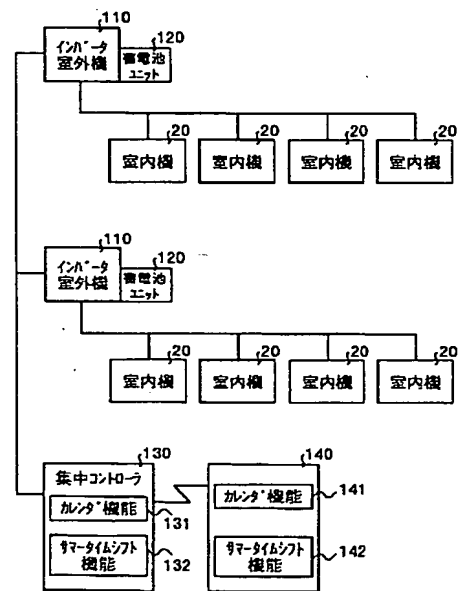 110
インバータ
室外機
120
蓄電池
ユニット
20
室内機
20
室内機
20
室内機
20
室内機
110
インバータ
室外機
120
蓄電池
ユニット
20
室内機
20
室内機
20
室内機
20
室内機
130
集中コントローラ
カレンダ機能
131
サマータイムシフト
機能
132
140
カレンダ機能
141
サマータイムシフト
機能
142